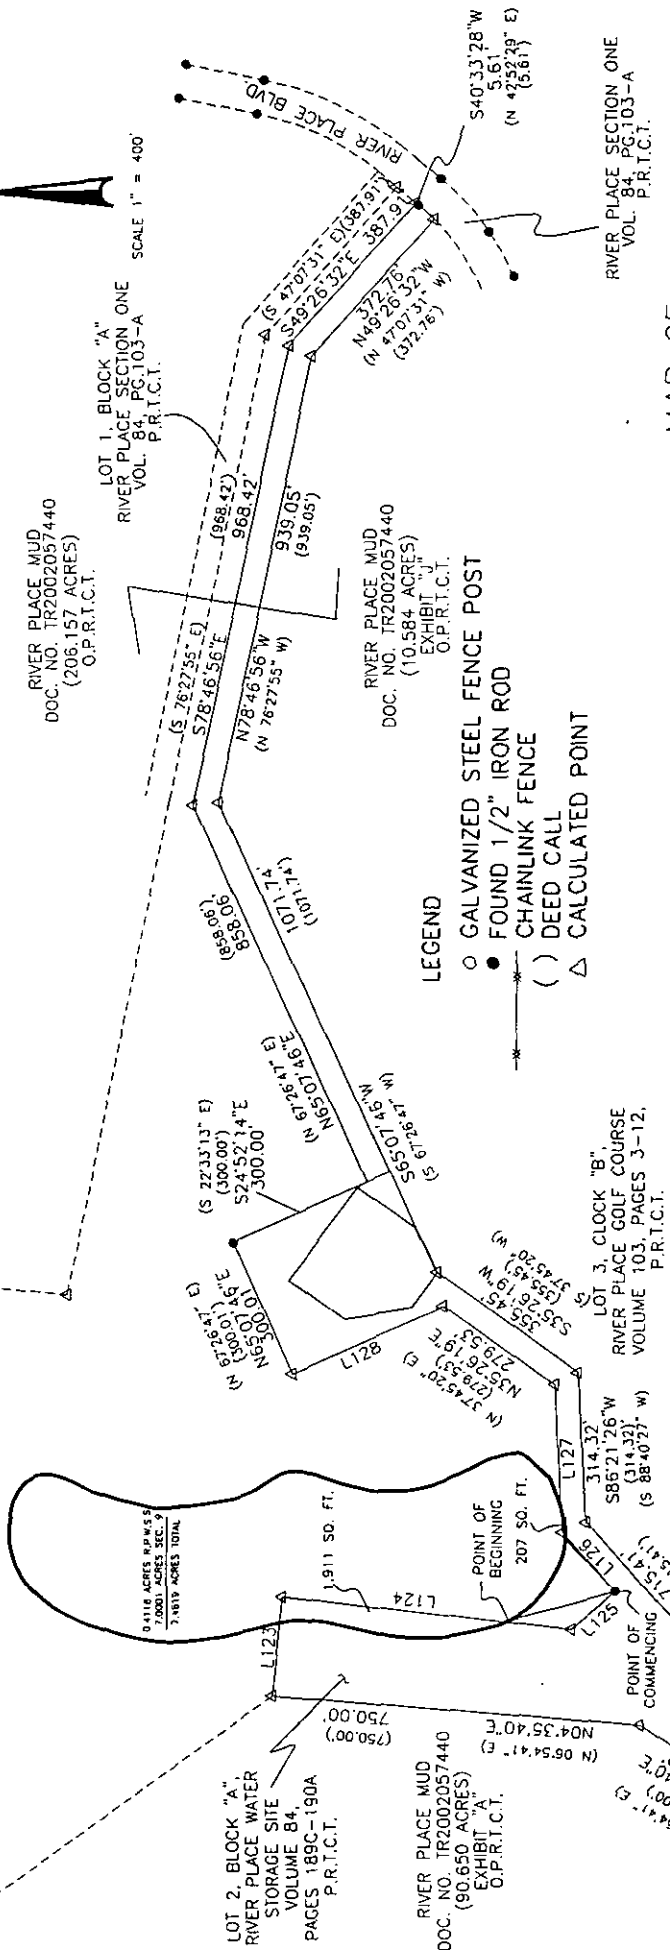 S40°33'28"W
5.61'
(N 42°52'29" E)
(5.61')
RIVER PLACE SECTION ONE
VOL. 84, PG.103-A
P.R.T.C.T.
RIVER PLACE BLVD
RIVER PLACE
SCALE 1" = 400'
(S 47°07'31" E)(387.91')
S49°26'32"E 387.91'
372.76'
N49°26'32"W
(N 47°07'31" W)
(372.76')
LOT 1, BLOCK "A"
RIVER PLACE SECTION ONE
VOL. 84, PG.103-A
P.R.T.C.T.
(968.42')
968.42'
939.05'
(939.05')
RIVER PLACE MUD
DOC. NO. TR2002057440
(206.157 ACRES)
O.P.R.T.C.T.
(S 76°27'55" E)
S78°46'56"E
N78°46'56"W
(N 76°27'55" W)
RIVER PLACE MUD
DOC. NO. TR2002057440
(10.584 ACRES)
EXHIBIT "J"
O.P.R.T.C.T.
LEGEND
GALVANIZED STEEL FENCE POST
FOUND 1/2" IRON ROD
CHAINLINK FENCE
( ) DEED CALL
CALCULATED POINT
(858.06')
858.06'
1071.74'
(1071.74')
(N 67°26'47" E)
N65°07'46"E
S65°07'46"W
(S 67°26'47" W)
(S 22°33'13" E)
(300.00')
S24°52'14"E
300.00'
(N 67°26'47" E)
(300.01')
N65°07'46"E
300.01'
L128
(N 37°45'20" E)
(279.53')
N35°26'19"E
279.53'
355.45'
S35°26'19"W
(355.45')
(S 37°45'20" W)
LOT 3, CLOCK "B",
RIVER PLACE GOLF COURSE
VOLUME 103, PAGES 3-12,
P.R.T.C.T.
L127
314.32'
S86°21'26"W
(314.32)'
(S 88°40'27" W)
0.4118 ACRES R.P.W.S.S
7.0001 ACRES SEC. 9
7.4619 ACRES TOTAL
1,911 SQ. FT.
POINT OF
BEGINNING
207 SQ. FT.
L123
L124
L125
L126
715.41'
POINT OF
COMMENCING
LOT 2, BLOCK "A",
RIVER PLACE WATER
STORAGE SITE
VOLUME 84,
PAGES 189C-190A
P.R.T.C.T.
750.00'
(750.00')
N04°35'40"E
(N 06°54'41" E)
RIVER PLACE MUD
DOC. NO. TR2002057440
(90.650 ACRES)
EXHIBIT "A"
O.P.R.T.C.T.